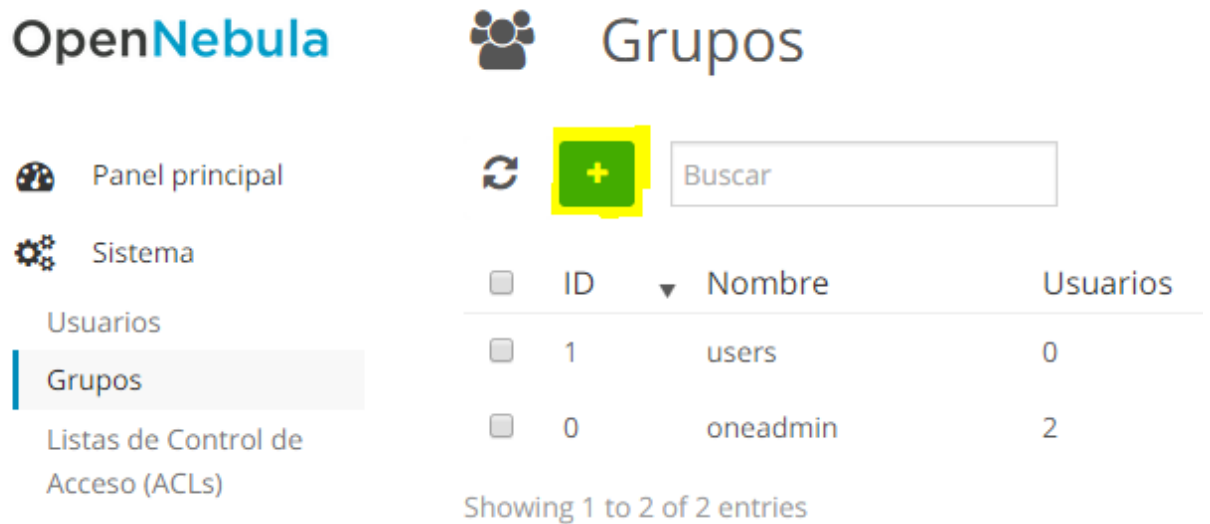 OpenNebula
Grupos
Panel principal
Buscar
Sistema
ID Nombre Usuarios
Usuarios
1 users 0
Grupos
0 oneadmin 2
Listas de Control de
Acceso (ACLs)
Showing 1 to 2 of 2 entries